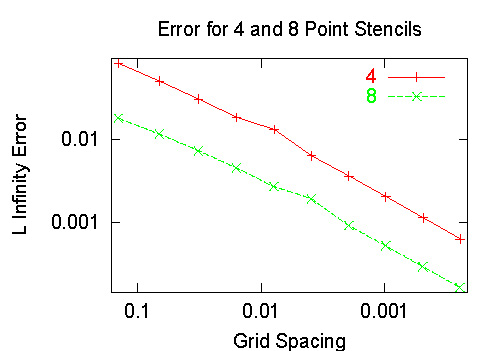 Error for 4 and 8 Point Stencils
4
8
L Infinity Error
0.01
0.001
0.1 0.01 0.001
Grid Spacing